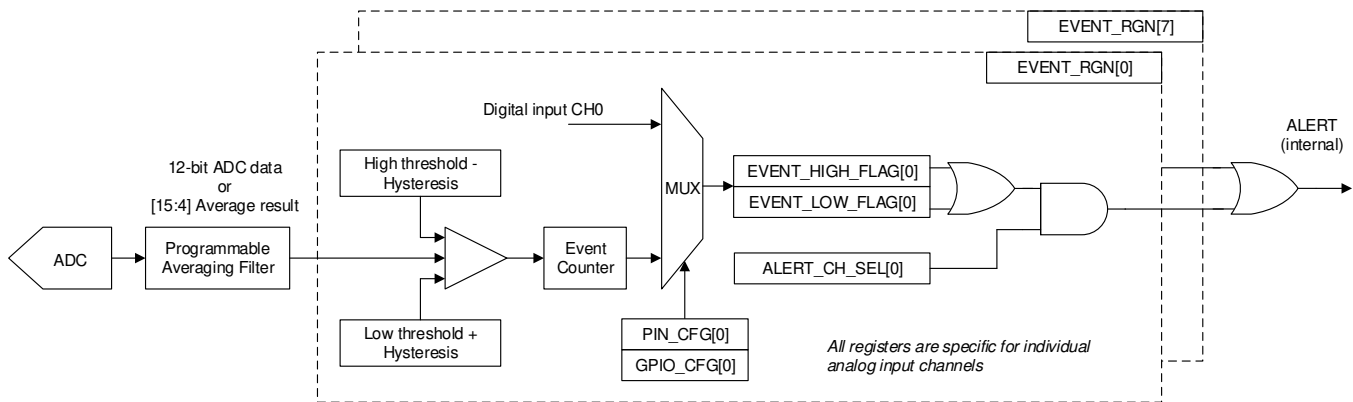 EVENT_RGN[7]
EVENT_RGN[0]
Digital input CH0
ALERT
(internal)
12-bit ADC data
or
[15:4] Average result
High threshold -
Hysteresis
MUX
EVENT_HIGH_FLAG[0]
EVENT_LOW_FLAG[0]
ADC
Programmable
Averaging Filter
Event
Counter
ALERT_CH_SEL[0]
Low threshold +
Hysteresis
PIN_CFG[0]
GPIO_CFG[0]
All registers are specific for individual
analog input channels